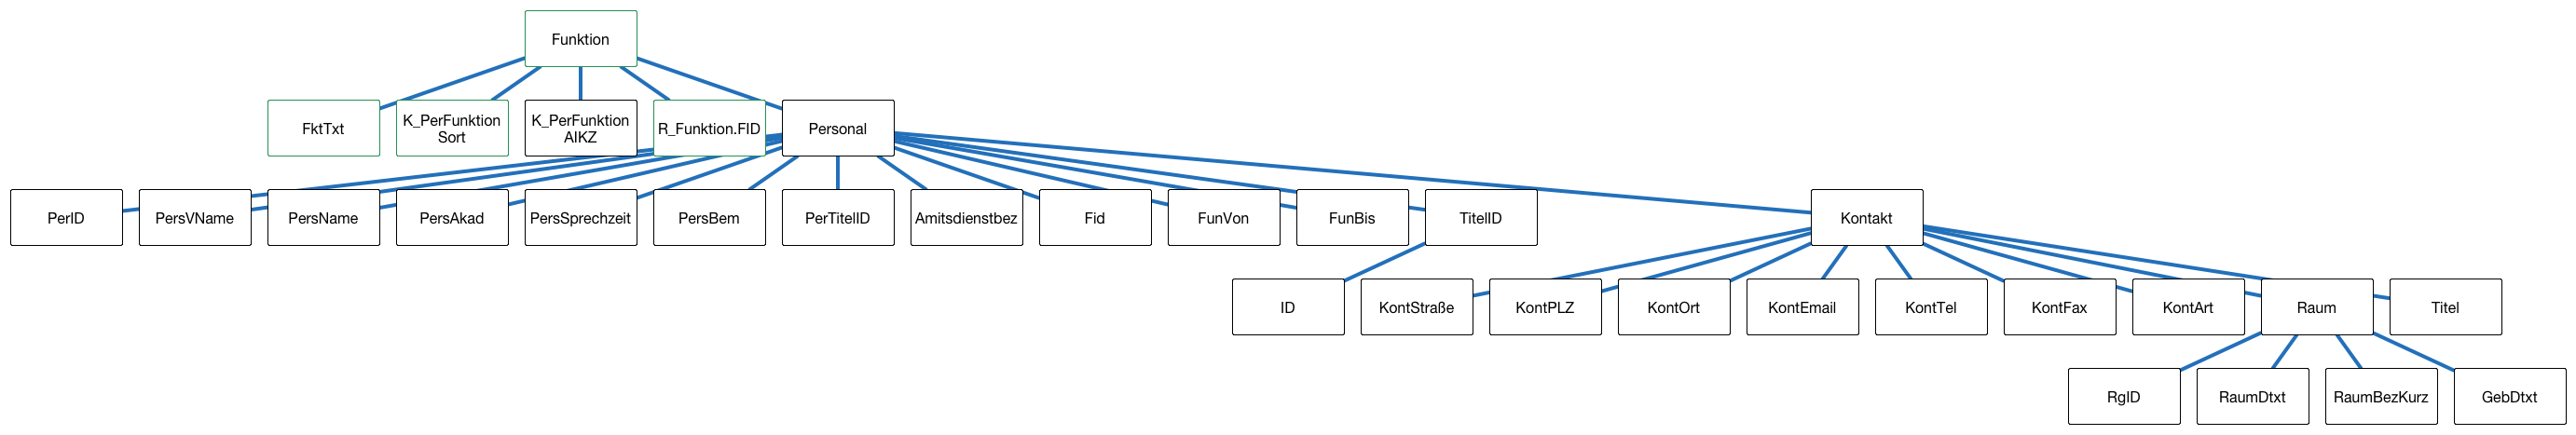 Funktion
FktTxt
K_PerFunktion
Sort
K_PerFunktion
AIKZ
R_Funktion.FID
Personal
PerID
PersVName
PersName
PersAkad
PersSprechzeit
PersBem
PerTitelID
Amitsdienstbez
Fid
FunVon
FunBis
TitelID
Kontakt
ID
KontStraße
KontPLZ
KontOrt
KontEmail
KontTel
KontFax
KontArt
Raum
Titel
RgID
RaumDtxt
RaumBezKurz
GebDtxt